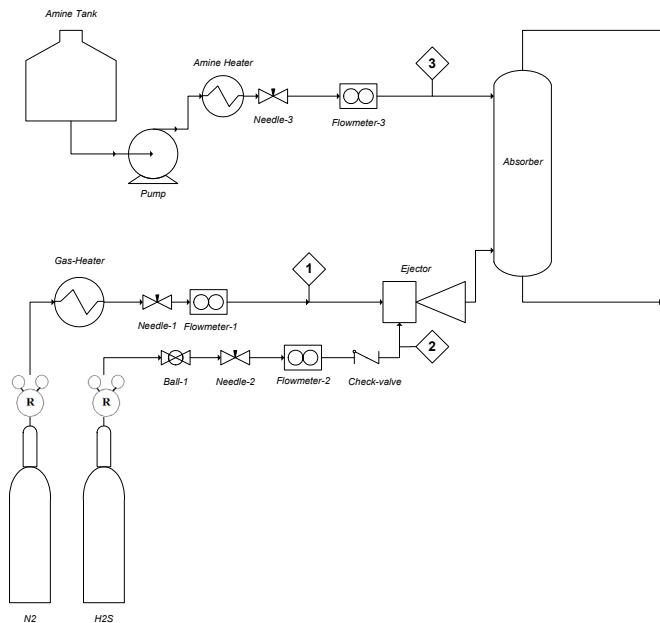 Amine Tank
Amine Heater
3
Needle-3
Flowmeter-3
Pump
Absorber
Gas-Heater
1
Ejector
Needle-1
Flowmeter-1
2
Ball-1
Needle-2
Flowmeter-2
Check-valve
R
R
N2
H2S